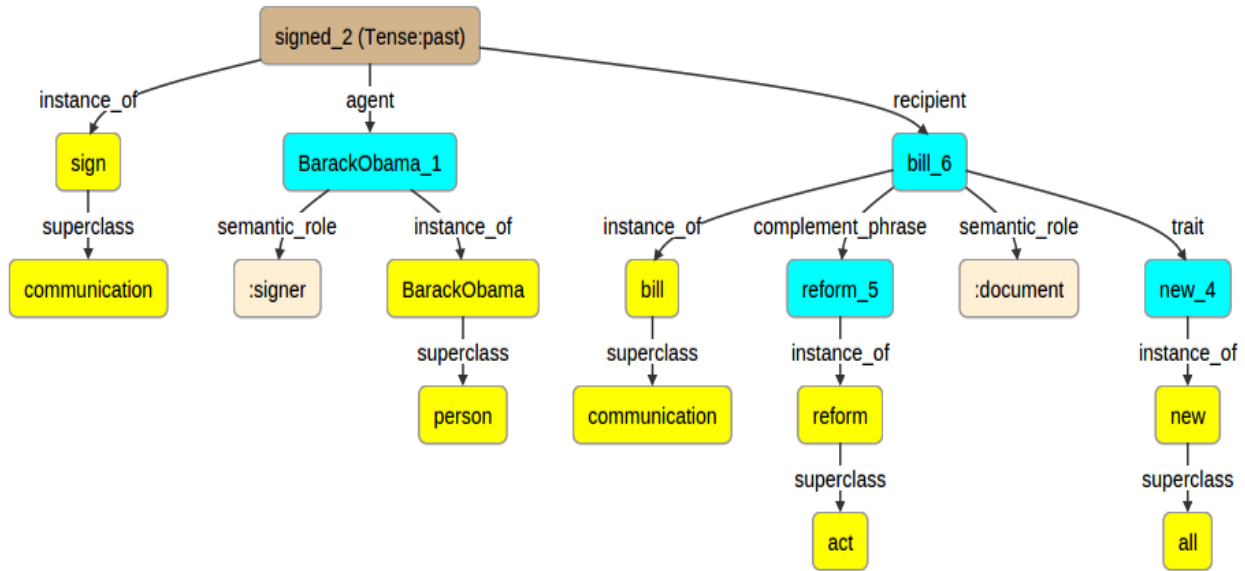 signed_2 (Tense:past)
instance_of agent recipient
sign BarackObama_1 bill_6
superclass semantic_role instance_of instance_of complement_phrase semantic_role trait
communication :signer BarackObama bill reform_5 :document new_4
superclass superclass instance_of instance_of
person communication reform new
superclass superclass
act all